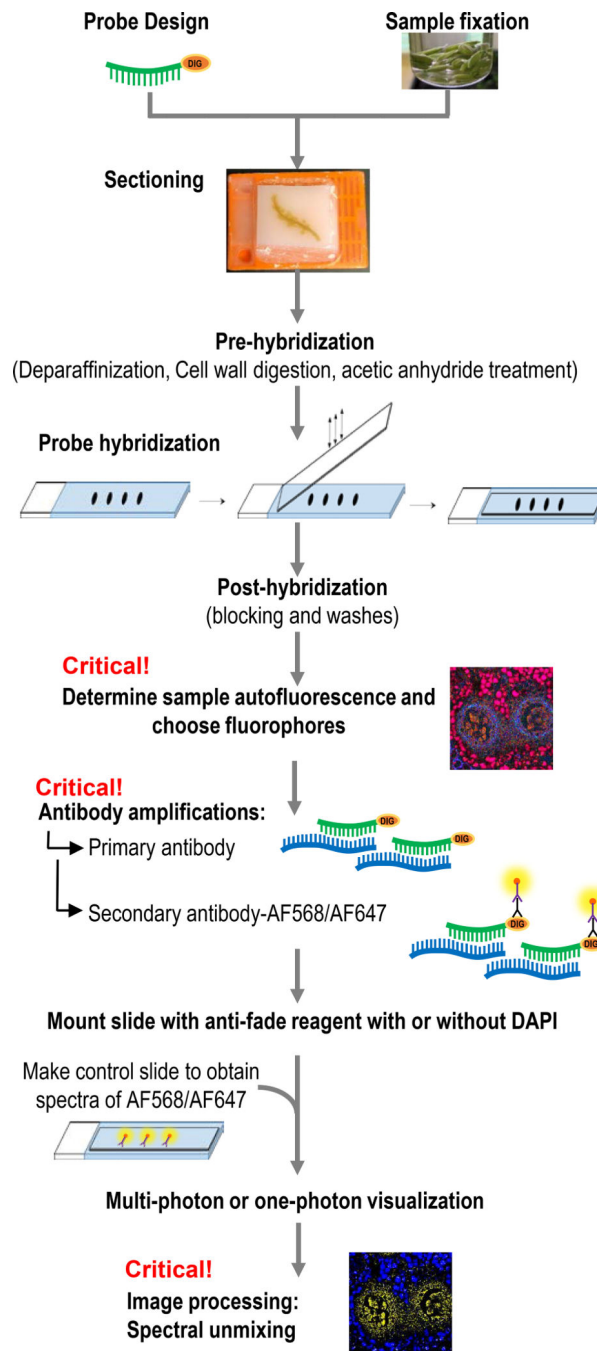 Probe Design
Sample fixation
DIG
Sectioning
Pre-hybridization
(Deparaffinization, Cell wall digestion, acetic anhydride treatment)
Probe hybridization
Post-hybridization
(blocking and washes)
Critical!
Determine sample autofluorescence and
choose fluorophores
Critical!
Antibody amplifications:
DIG
Primary antibody
DIG
Secondary antibody-AF568/AF647
DIG
DIG
Mount slide with anti-fade reagent with or without DAPI
Make control slide to obtain
spectra of AF568/AF647
Multi-photon or one-photon visualization
Critical!
Image processing:
Spectral unmixing